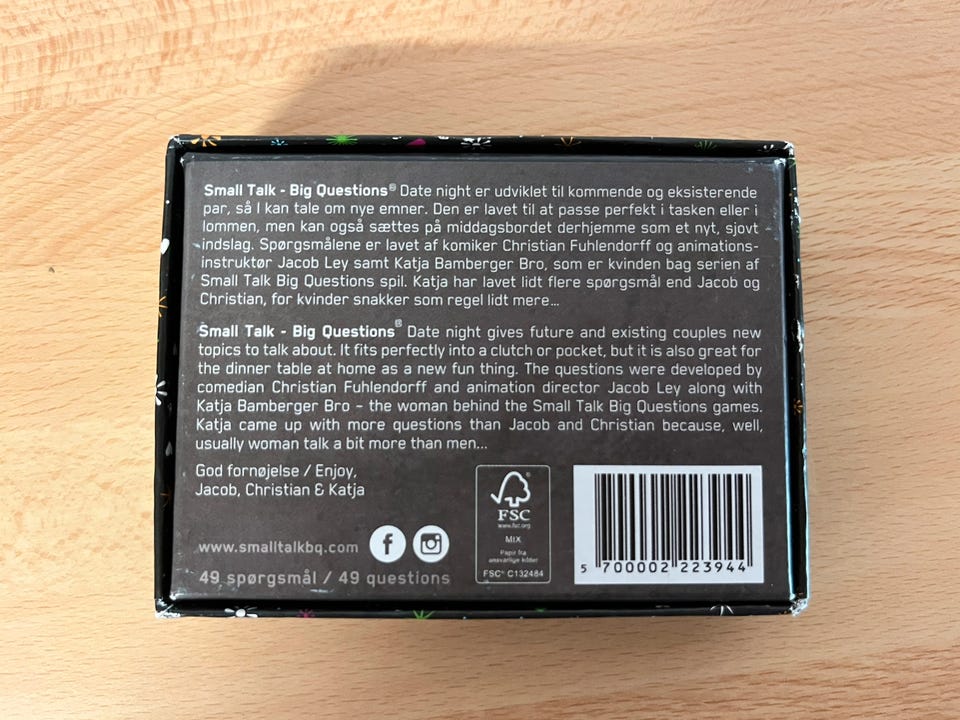 Small Talk - Big Questions® Date night er udviklet til kommende og eksisterende
par, så I kan tale om nye emner. Den er lavet til at passe perfekt i tasken eller i
lommen, men kan også sættes på middagsbordet derhjemme som et nyt, sjovt
indslag. Spørgsmålene er lavet af komiker Christian Fuhlendorff og animations-
instruktør Jacob Ley samt Katja Bamberger Bro, som er kvinden bag serien af
Small Talk Big Questions spil. Katja har lavet lidt flere spørgsmål end Jacob og
Christian, for kvinder snakker som regel lidt mere...
Small Talk - Big Questions® Date night gives future and existing couples new
topics to talk about. It fits perfectly into a clutch or pocket, but it is also great for
the dinner table at home as a new fun thing. The questions were developed by
comedian Christian Fuhlendorff and animation director Jacob Ley along with
Katja Bamberger Bro – the woman behind the Small Talk Big Questions games.
Katja came up with more questions than Jacob and Christian because, well,
usually woman talk a bit more than men...
God fornøjelse / Enjoy,
Jacob, Christian & Katja
www.smalltalkbq.com
49 spørgsmål / 49 questions
FSC
www.fsc.org
MIX
Papir fra
ansvarlige kilder
FSC® C132484
5 700002 223944